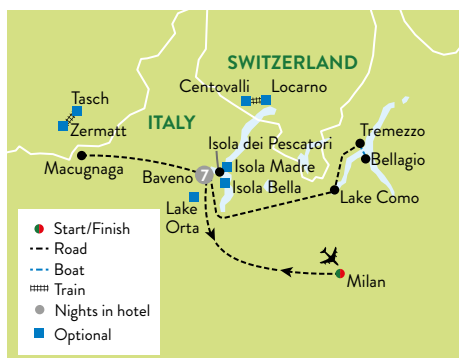 SWITZERLAND
Centovalli
Locarno
Tasch
Zermatt
ITALY
Tremezzo
Isola dei Pescatori
Bellagio
Macugnaga
Isola Madre
Baveno
7
Isola Bella
Lake
Orta
Lake Como
Milan
Start/Finish
Road
Boat
Train
Nights in hotel
Optional